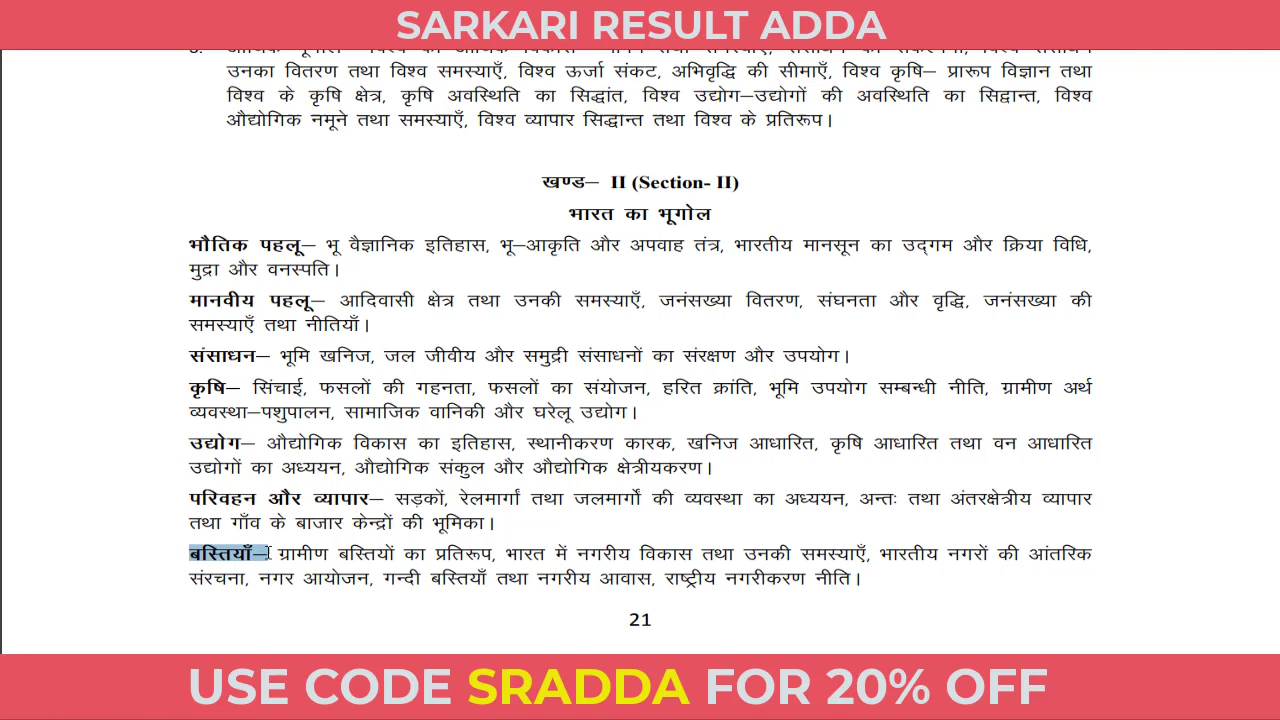 SARKARI RESULT ADDA
उनका वितरण तथा विश्व समस्याएँ, विश्व ऊर्जा संकट, अभिवृद्धि की सीमाएँ, विश्व कृषि– प्रारूप विज्ञान तथा
विश्व के कृषि क्षेत्र, कृषि अवस्थिति का सिद्धांत, विश्व उद्योग–उद्योगों की अवस्थिति का सिद्वान्त, विश्व
औद्योगिक नमूने तथा समस्याएँ, विश्व व्यापार सिद्धान्त तथा विश्व के प्रतिरूप।
खण्ड– II (Section- II)
भारत का भूगोल
भौतिक पहलू– भू वैज्ञानिक इतिहास, भू–आकृति और अपवाह तंत्र, भारतीय मानसून का उद्गम और क्रिया विधि,
मुद्रा और वनस्पति।
मानवीय पहलू– आदिवासी क्षेत्र तथा उनकी समस्याएँ, जनंसख्या वितरण, संघनता और वृद्धि, जनंसख्या की
समस्याएँ तथा नीतियाँ।
संसाधन– भूमि खनिज, जल जीवीय और समुद्री संसाधनों का संरक्षण और उपयोग।
कृषि– सिंचाई, फसलों की गहनता, फसलों का संयोजन, हरित क्रांति, भूमि उपयोग सम्बन्धी नीति, ग्रामीण अर्थ
व्यवस्था–पशुपालन, सामाजिक वानिकी और घरेलू उद्योग।
उद्योग– औद्योगिक विकास का इतिहास, स्थानीकरण कारक, खनिज आधारित, कृषि आधारित तथा वन आधारित
उद्योगों का अध्ययन, औद्योगिक संकुल और औद्योगिक क्षेत्रीयकरण।
परिवहन और व्यापार– सड़कों, रेलमार्गां तथा जलमार्गों की व्यवस्था का अध्ययन, अन्तः तथा अंतरक्षेत्रीय व्यापार
तथा गाँव के बाजार केन्द्रों की भूमिका।
बस्तियाँ– ग्रामीण बस्तियों का प्रतिरूप, भारत में नगरीय विकास तथा उनकी समस्याएँ, भारतीय नगरों की आंतरिक
संरचना, नगर आयोजन, गन्दी बस्तियाँ तथा नगरीय आवास, राष्ट्रीय नगरीकरण नीति।
21
USE CODE SRADDA FOR 20% OFF